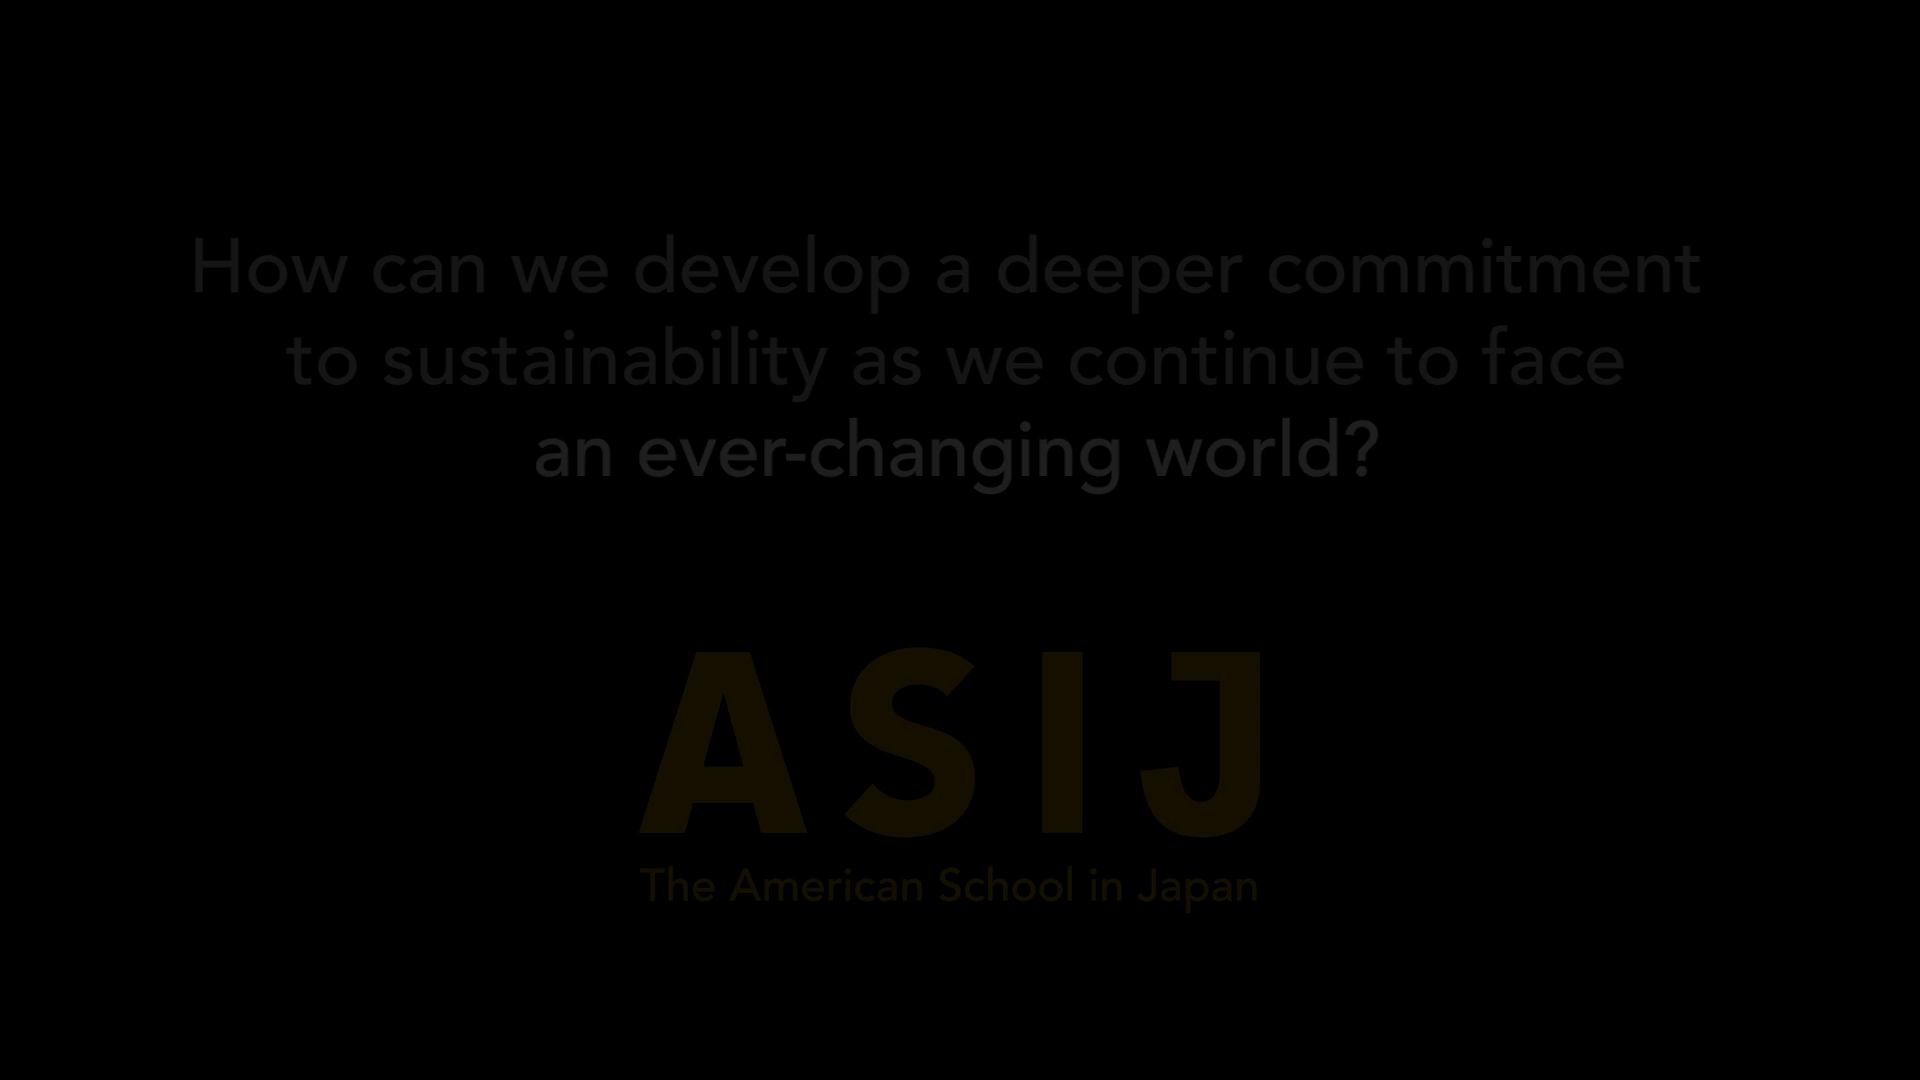 How can we develop a deeper commitment
to sustainability as we continue to face
an ever-changing world?
ASIJ
The American School in Japan